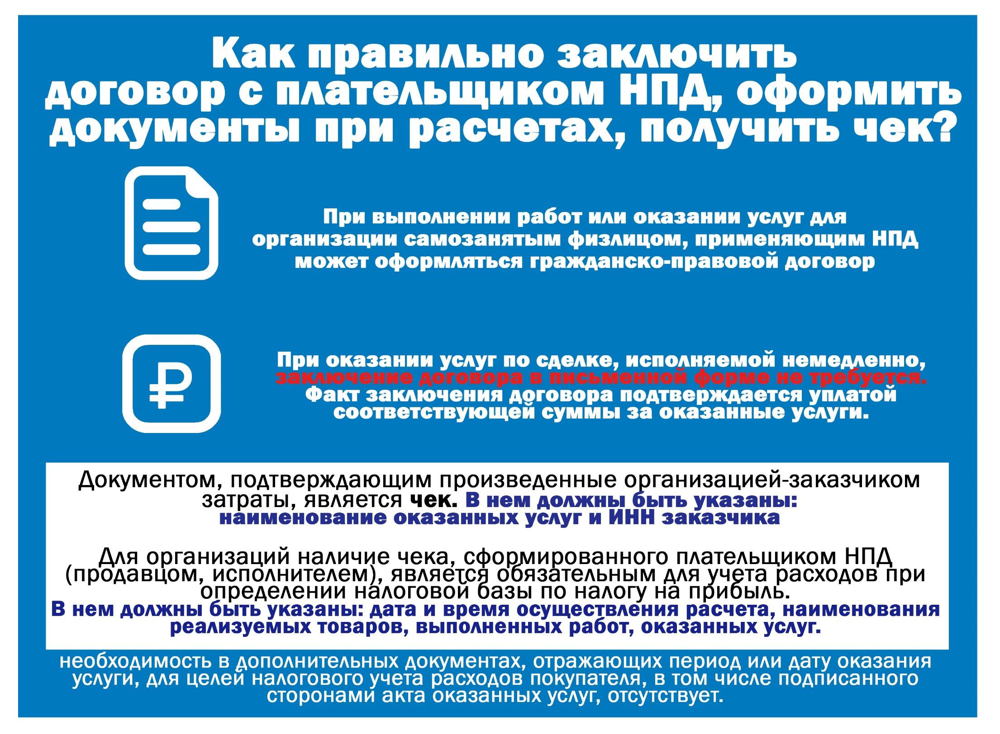 Как правильно заключить
договор с плательщиком НПД, оформить
документы при расчетах, получить чек?
При выполнении работ или оказании услуг для
организации самозанятым физлицом, применяющим НПД
может оформляться гражданско-правовой договор
При оказании услуг по сделке, исполняемой немедленно,
заключение договора в письменной форме не требуется.
Факт заключения договора подтверждается уплатой
соответствующей суммы за оказанные услуги.
Документом, подтверждающим произведенные организацией-заказчиком
затраты, является чек. В нем должны быть указаны:
наименование оказанных услуг и ИНН заказчика
Для организаций наличие чека, сформированного плательщиком НПД
(продавцом, исполнителем), является обязательным для учета расходов при
определении налоговой базы по налогу на прибыль.
В нем должны быть указаны: дата и время осуществления расчета, наименования
реализуемых товаров, выполненных работ, оказанных услуг.
необходимость в дополнительных документах, отражающих период или дату оказания
услуги, для целей налогового учета расходов покупателя, в том числе подписанного
сторонами акта оказанных услуг, отсутствует.